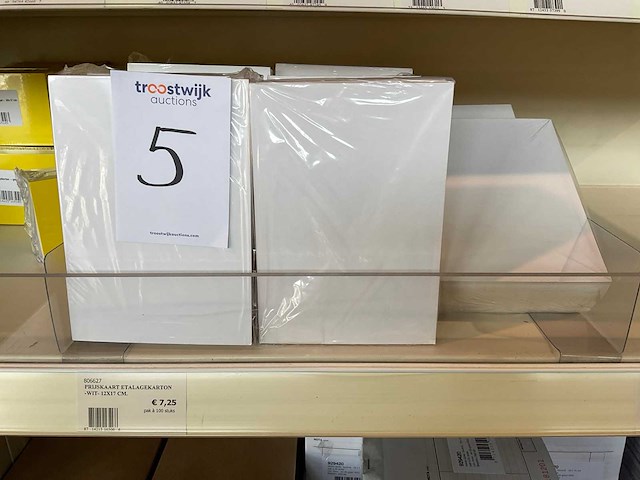 troostwijk
auctions
5
troostwijkauctions.com
806627
PRIJSKAART ETALAGEKARTON
-WIT- 12X17 CM.
€ 7,25
pak à 100 stuks